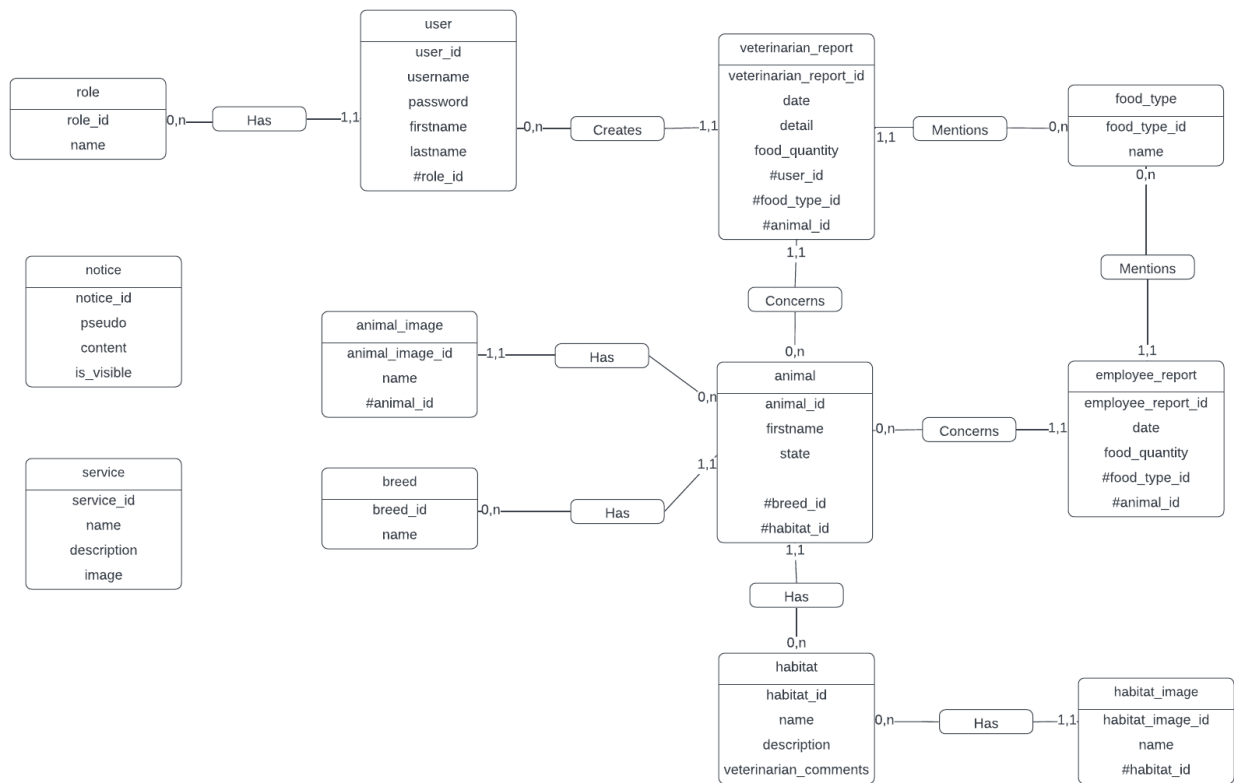 user
user_id
username
password
firstname
lastname
#role_id
role
role_id
name
0,n
Has
1,1
0,n
Creates
1,1
veterinarian_report
veterinarian_report_id
date
detail
food_quantity
#user_id
#food_type_id
#animal_id
1,1
Mentions
0,n
food_type
food_type_id
name
0,n
Mentions
1,1
1,1
Concerns
0,n
notice
notice_id
pseudo
content
is_visible
animal_image
animal_image_id
name
#animal_id
1,1
Has
0,n
animal
animal_id
firstname
state
#breed_id
#habitat_id
0,n
Concerns
1,1
employee_report
employee_report_id
date
food_quantity
#food_type_id
#animal_id
service
service_id
name
description
image
breed
breed_id
name
0,n
Has
1,1
1,1
Has
0,n
habitat
habitat_id
name
description
veterinarian_comments
0,n
Has
1,1
habitat_image
habitat_image_id
name
#habitat_id